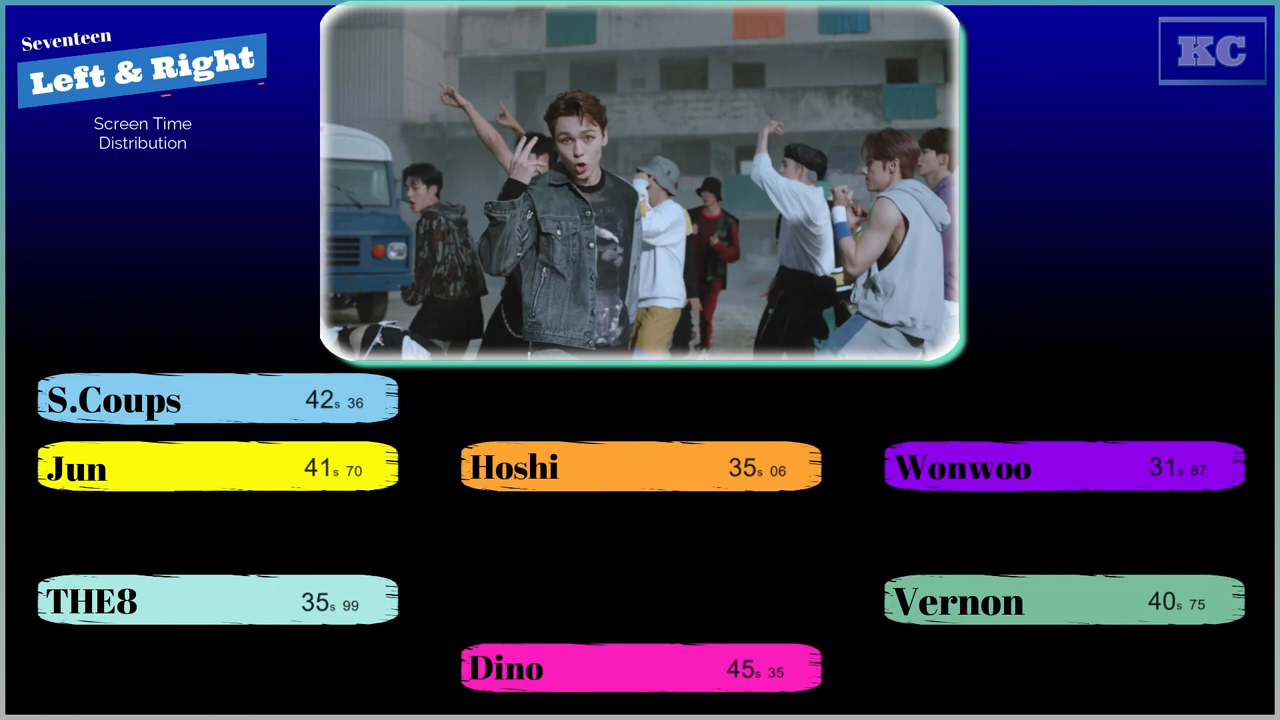 Seventeen
Left & Right
Screen Time
Distribution
KC
S.Coups 42s 36
Jun 41s 70
Hoshi 35s 06
Wonwoo 31s 87
THE8 35s 99
Vernon 40s 75
Dino 45s 35